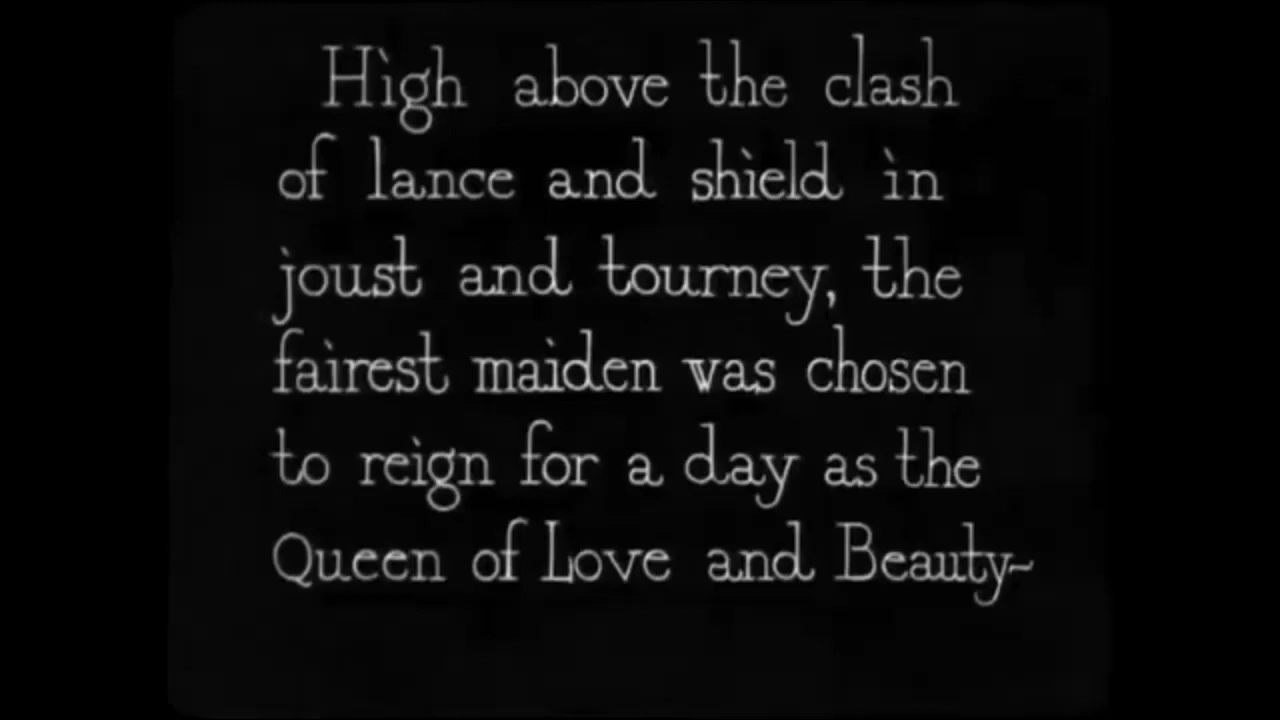 High above the clash
of lance and shield in
joust and tourney, the
fairest maiden was chosen
to reign for a day as the
Queen of Love and Beauty~